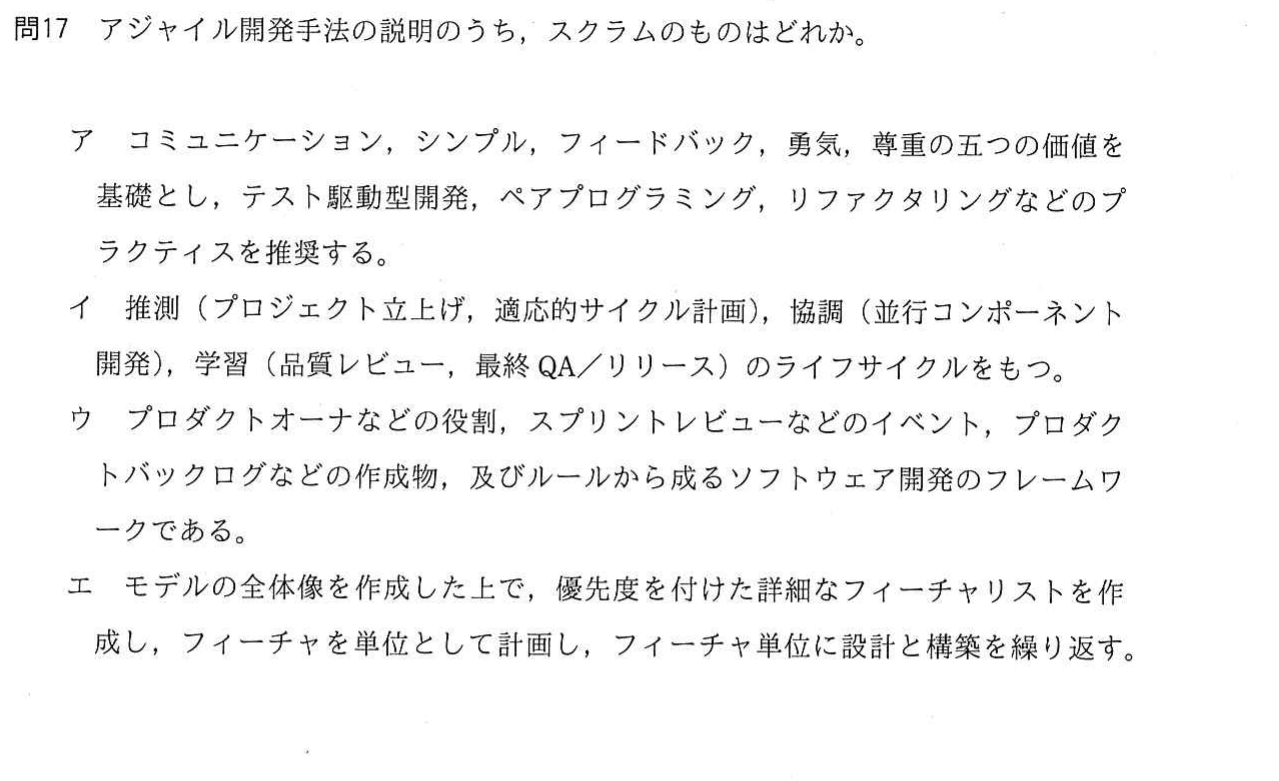 問17　アジャイル開発手法の説明のうち，スクラムのものはどれか。
ア　コミュニケーション，シンプル，フィードバック，勇気，尊重の五つの価値を
基礎とし，テスト駆動型開発，ペアプログラミング，リファクタリングなどのプ
ラクティスを推奨する。
イ　推測（プロジェクト立上げ，適応的サイクル計画），協調（並行コンポーネント
開発），学習（品質レビュー，最終 QA／リリース）のライフサイクルをもつ。
ウ　プロダクトオーナなどの役割，スプリントレビューなどのイベント，プロダク
トバックログなどの作成物，及びルールから成るソフトウェア開発のフレームワ
ークである。
エ　モデルの全体像を作成した上で，優先度を付けた詳細なフィーチャリストを作
成し，フィーチャを単位として計画し，フィーチャ単位に設計と構築を繰り返す。